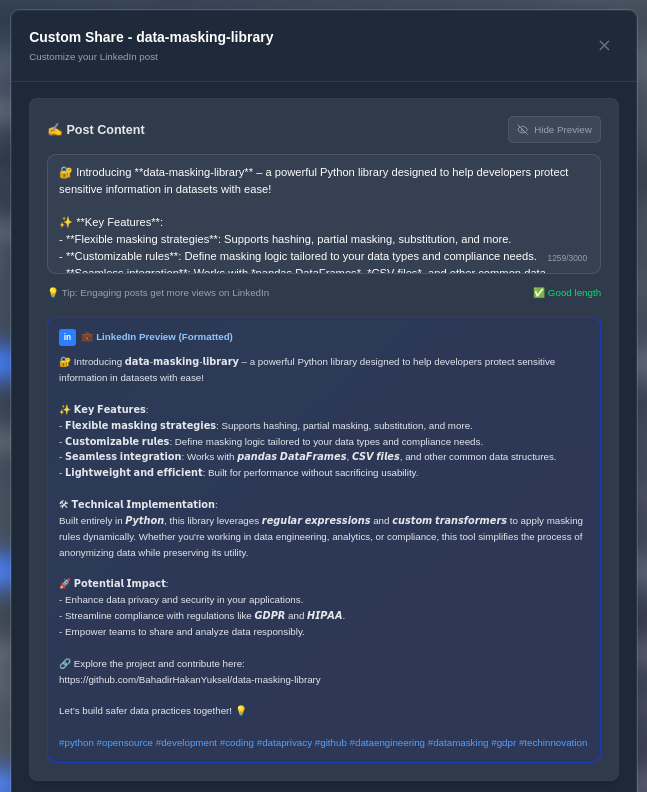 Custom Share - data-masking-library
Customize your LinkedIn post
✍️ Post Content
Hide Preview
🔐 Introducing **data-masking-library** – a powerful Python library designed to help developers protect
sensitive information in datasets with ease!
✨ **Key Features**:
- **Flexible masking strategies**: Supports hashing, partial masking, substitution, and more.
- **Customizable rules**: Define masking logic tailored to your data types and compliance needs.
1259/3000
- **Seamless integration**: Works with *pandas DataFrames*, *CSV files*, and other common data
💡 Tip: Engaging posts get more views on LinkedIn
✅ Good length
in 💼 LinkedIn Preview (Formatted)
🔐 Introducing data-masking-library – a powerful Python library designed to help developers protect sensitive
information in datasets with ease!
✨ Key Features:
- Flexible masking strategies: Supports hashing, partial masking, substitution, and more.
- Customizable rules: Define masking logic tailored to your data types and compliance needs.
- Seamless integration: Works with pandas DataFrames, CSV files, and other common data structures.
- Lightweight and efficient: Built for performance without sacrificing usability.
🛠 Technical Implementation:
Built entirely in Python, this library leverages regular expressions and custom transformers to apply masking
rules dynamically. Whether you're working in data engineering, analytics, or compliance, this tool simplifies the process of
anonymizing data while preserving its utility.
🚀 Potential Impact:
- Enhance data privacy and security in your applications.
- Streamline compliance with regulations like GDPR and HIPAA.
- Empower teams to share and analyze data responsibly.
🔗 Explore the project and contribute here:
https://github.com/BahadirHakanYuksel/data-masking-library
Let's build safer data practices together! 💡
#python #opensource #development #coding #dataprivacy #github #dataengineering #datamasking #gdpr #techinnovation